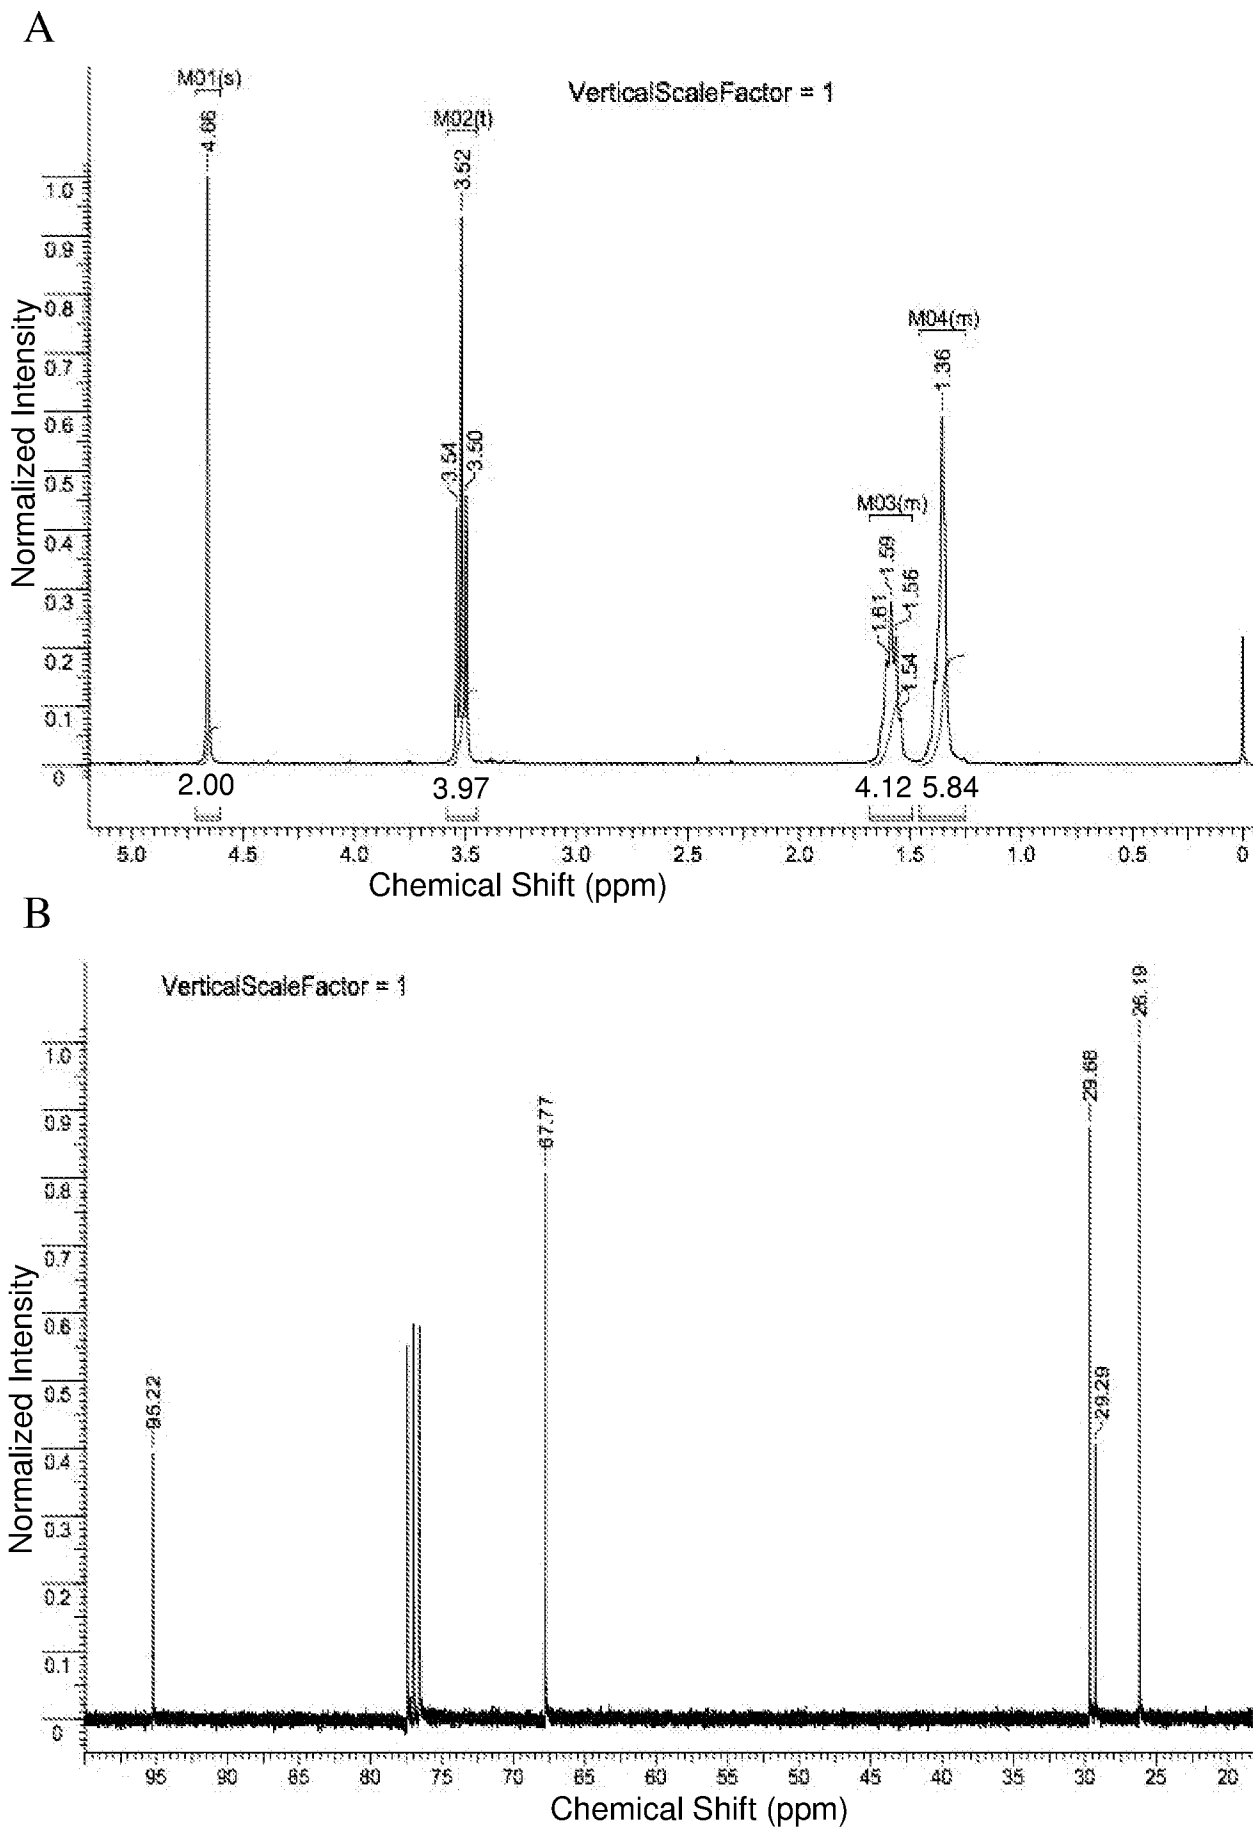 A
M01(s)
VerticalScaleFactor = 1
4.66
M02(t)
3.52
3.54
3.50
M04(m)
1.36
M03(m)
1.61
1.59
1.56
1.54
Normalized Intensity
1.0
0.9
0.8
0.7
0.6
0.5
0.4
0.3
0.2
0.1
0
2.00
3.97
4.12
5.84
5.0 4.5 4.0 3.5 3.0 2.5 2.0 1.5 1.0 0.5 0
Chemical Shift (ppm)
B
VerticalScaleFactor = 1
26.19
29.68
67.77
29.29
95.22
Normalized Intensity
1.0
0.9
0.8
0.7
0.6
0.5
0.4
0.3
0.2
0.1
0
95 90 85 80 75 70 65 60 55 50 45 40 35 30 25 20
Chemical Shift (ppm)